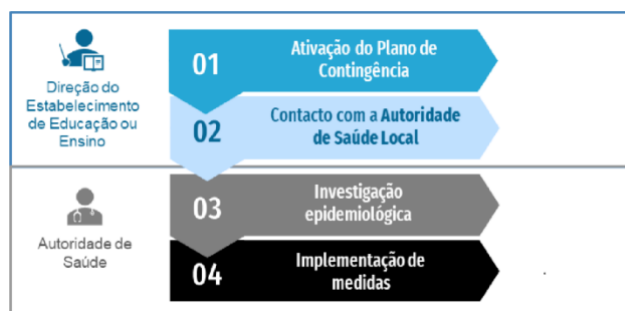 Direção do
Estabelecimento
de Educação ou
Ensino
01
Ativação do Plano de
Contingência
02
Contacto com a Autoridade
de Saúde Local
Autoridade de
Saúde
03
Investigação
epidemiológica
04
Implementação de
medidas